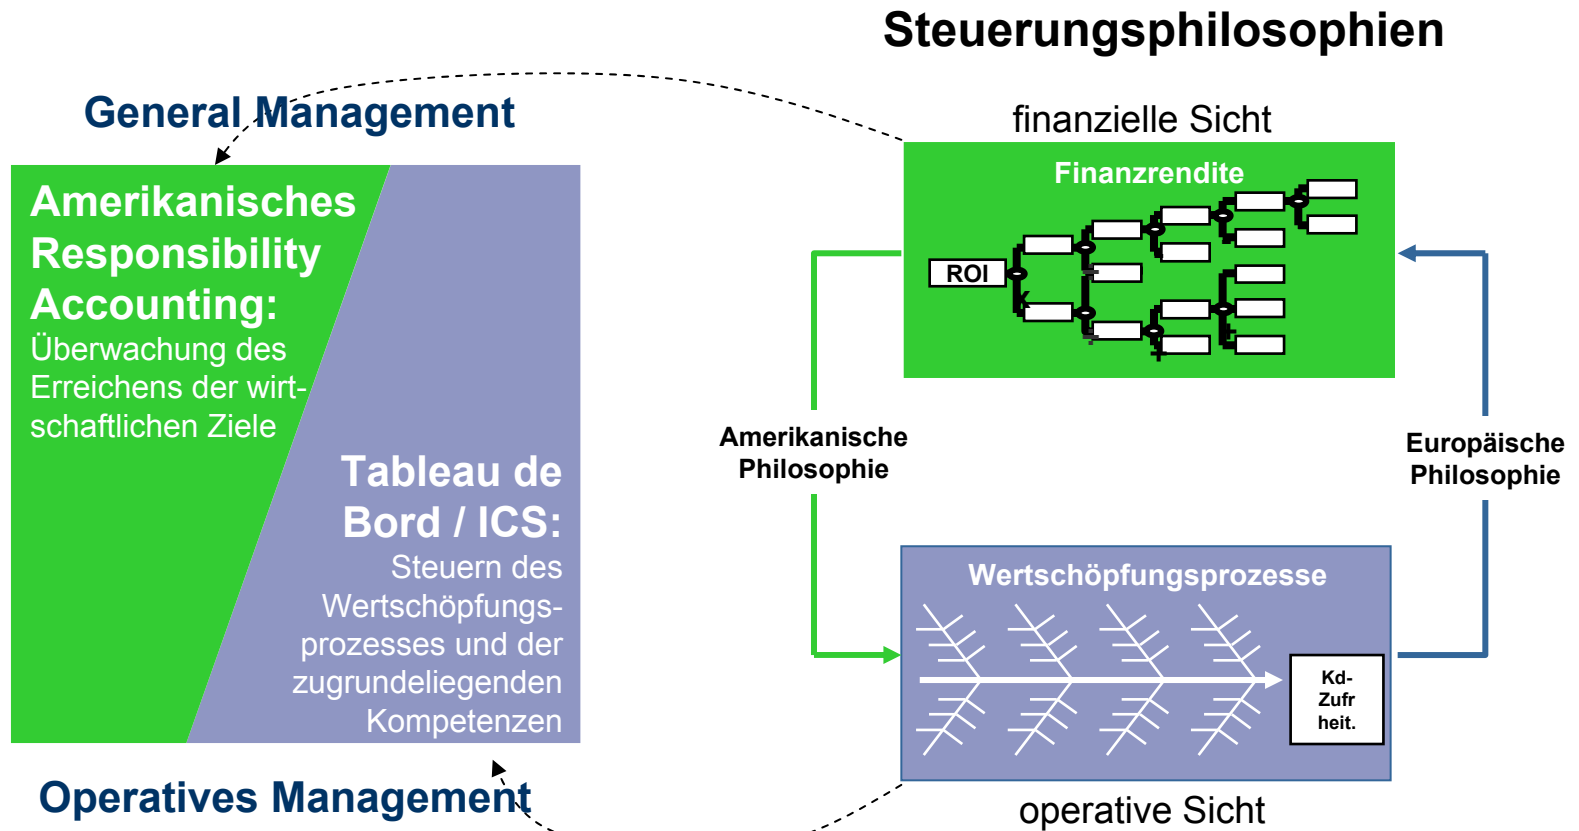 Steuerungsphilosophien
General Management
Amerikanisches
Responsibility
Accounting:
Überwachung des
Erreichens der wirt-
schaftlichen Ziele
Tableau de
Bord / ICS:
Steuern des
Wertschöpfungs-
prozesses und der
zugrundeliegenden
Kompetenzen
Operatives Management
finanzielle Sicht
Finanzrendite
ROI
x
÷
+
+
+
Amerikanische
Philosophie
Europäische
Philosophie
Wertschöpfungsprozesse
Kd-
Zufr
heit.
operative Sicht